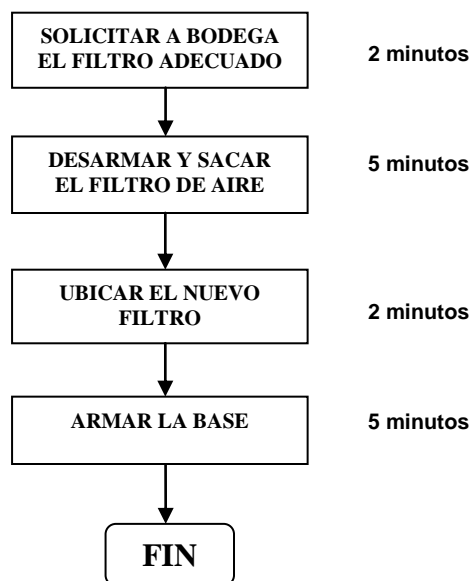 SOLICITAR A BODEGA
EL FILTRO ADECUADO
2 minutos
DESARMAR Y SACAR
EL FILTRO DE AIRE
5 minutos
UBICAR EL NUEVO
FILTRO
2 minutos
ARMAR LA BASE
5 minutos
FIN